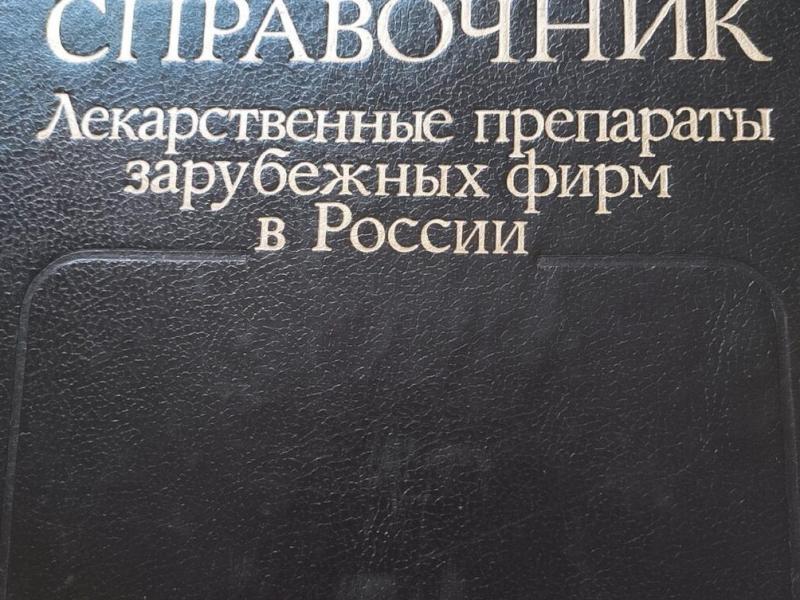 СПРАВОЧНИК
Лекарственные препараты
зарубежных фирм
в России